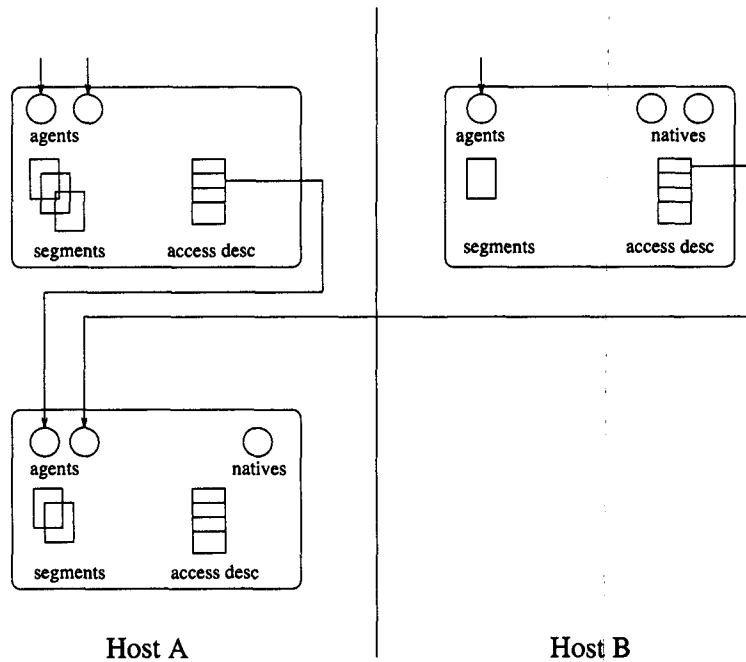 agents
segments
access desc
agents
natives
segments
access desc
agents
natives
segments
access desc
Host A
Host B